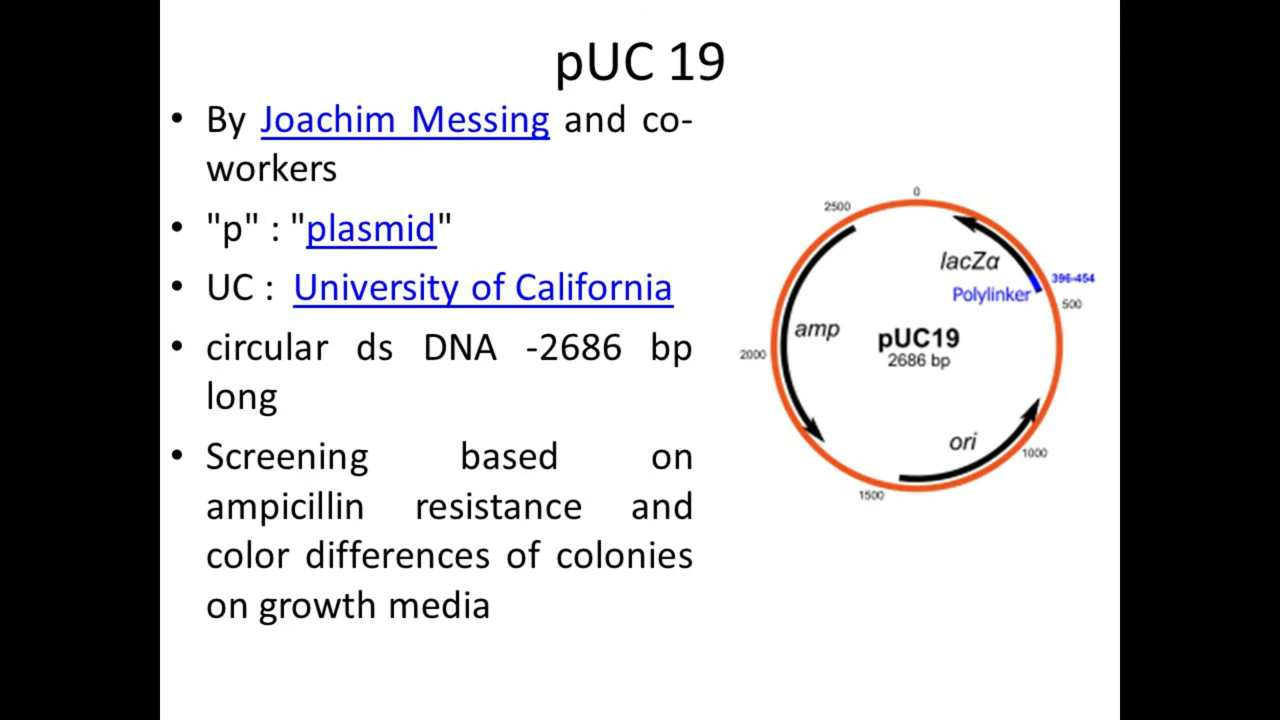 pUC 19
• By Joachim Messing and co-
workers
• "p" : "plasmid"
• UC : University of California
• circular ds DNA -2686 bp
long
• Screening based on
ampicillin resistance and
color differences of colonies
on growth media
0
2500
lacZα
396-454
Polylinker
500
amp
pUC19
2000
2686 bp
ori
1000
1500